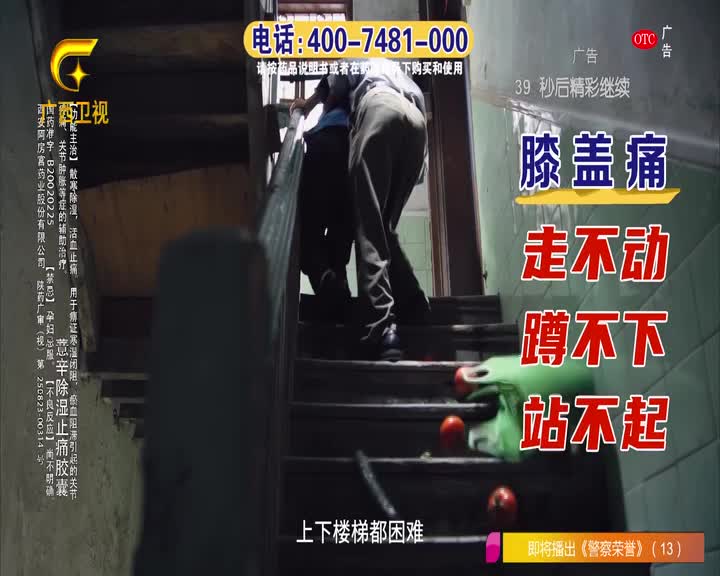 电话:400-7481-000
请按药品说明书或者在药师指导下购买和使用
OTC
广告
广告
39 秒后精彩继续
广西卫视
膝盖痛
走不动
蹲不下
站不起
【功能主治】散寒除湿,活血止痛。用于痹证寒湿闭阻,瘀血阻滞引起的关节
疼痛、关节肿胀等症的辅助治疗。
薏辛除湿止痛胶囊
国药准字 B20020225 【禁忌】孕妇忌服。【不良反应】尚不明确
西安阿房宫药业股份有限公司 陕药广审(视)第 250823-00314 号
上下楼梯都困难
即将播出《警察荣誉》(13)